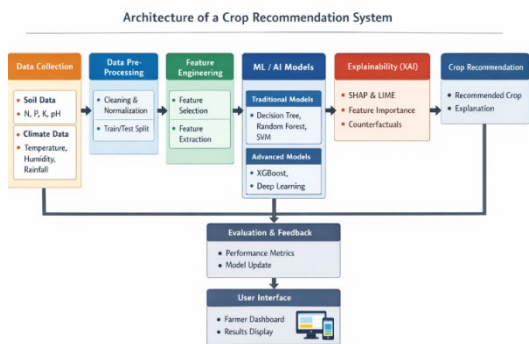 Architecture of a Crop Recommendation System
Data Collection
Soil Data
N, P, K, pH
Climate Data
Temperature,
Humidity,
Rainfall
Data Pre-
Processing
Cleaning &
Normalization
Train/Test Split
Feature
Engineering
Feature
Selection
Feature
Extraction
ML / AI Models
Traditional Models
Decision Tree,
Random Forest,
SVM
Advanced Models
XGBoost,
Deep Learning
Explainability (XAI)
SHAP & LIME
Feature Importance
Counterfactuals
Crop Recommendation
Recommended Crop
Explanation
Evaluation & Feedback
Performance Metrics
Model Update
User Interface
Farmer Dashboard
Results Display